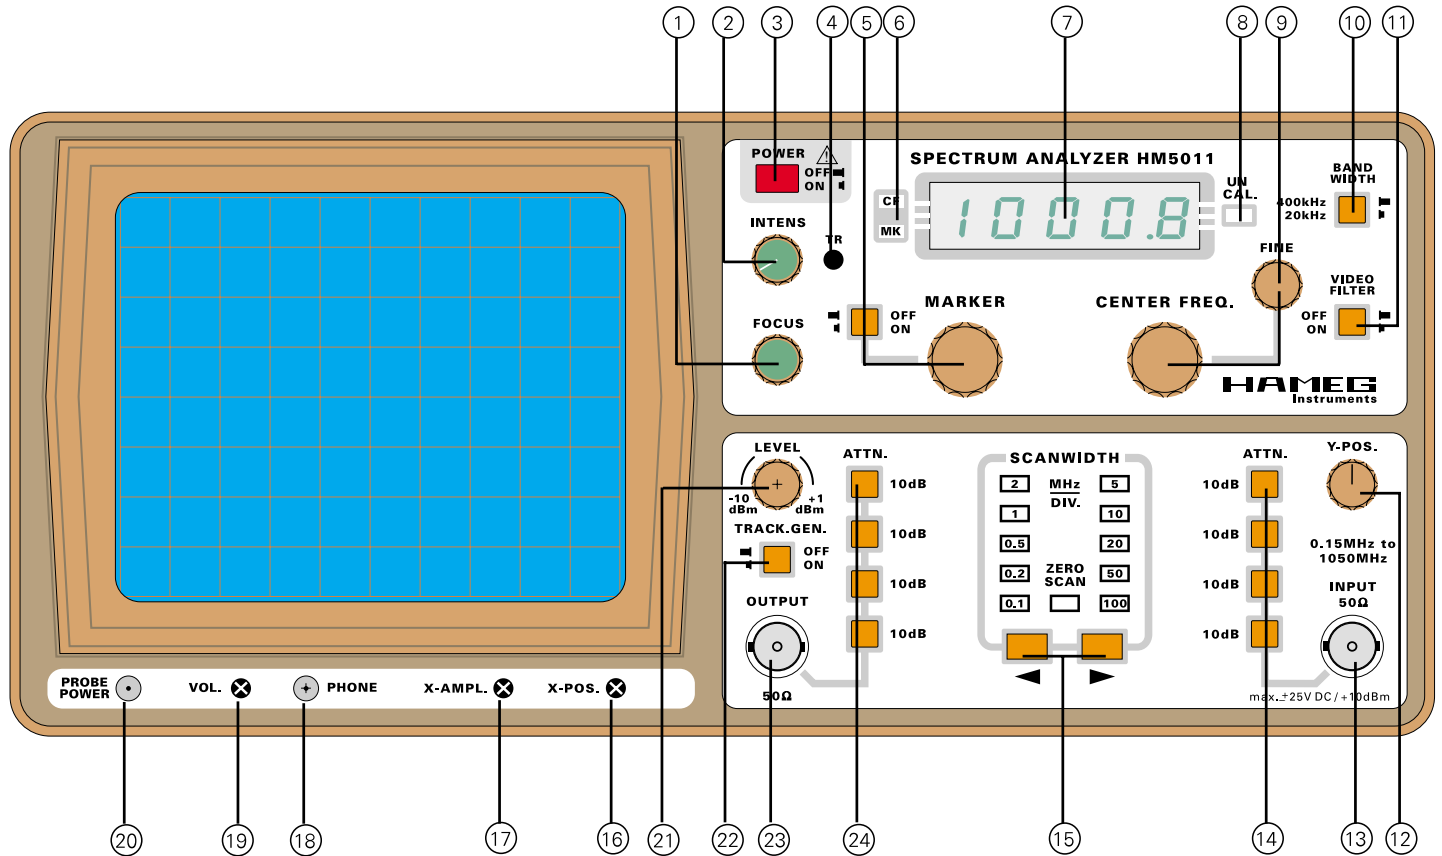 1 2 3 4 5 6 7 8 9 10 11
POWER
OFF
ON
SPECTRUM ANALYZER HM5011
CF
MK
1000.8
UN
CAL.
BAND
WIDTH
400kHz
20kHz
INTENS
TR
FINE
VIDEO
FILTER
OFF
ON
FOCUS
OFF
ON
MARKER
CENTER FREQ.
HAMEG
Instruments
LEVEL
-10
dBm
+1
dBm
TRACK.GEN.
OFF
ON
OUTPUT
50Ω
ATTN.
10dB
10dB
10dB
10dB
SCANWIDTH
2 MHz 5
DIV.
1 10
0.5 20
0.2 ZERO 50
SCAN
0.1 100
ATTN.
10dB
10dB
10dB
10dB
Y-POS.
0.15MHz to
1050MHz
INPUT
50Ω
max. ±25V DC / +10dBm
PROBE
POWER
VOL.
PHONE
X-AMPL.
X-POS.
20 19 18 17 16 21 22 23 24 15 14 13 12